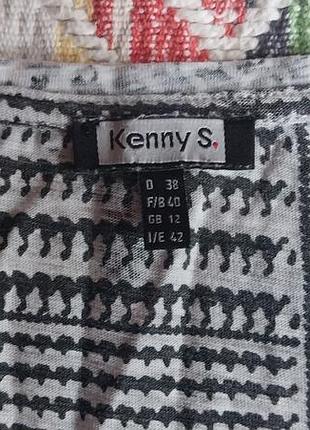 Kenny S.
D 38
F/B 40
GB 12
I/E 42